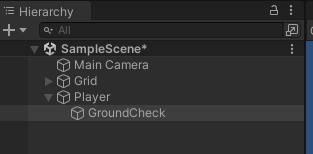 Hierarchy
All
SampleScene*
Main Camera
Grid
Player
GroundCheck